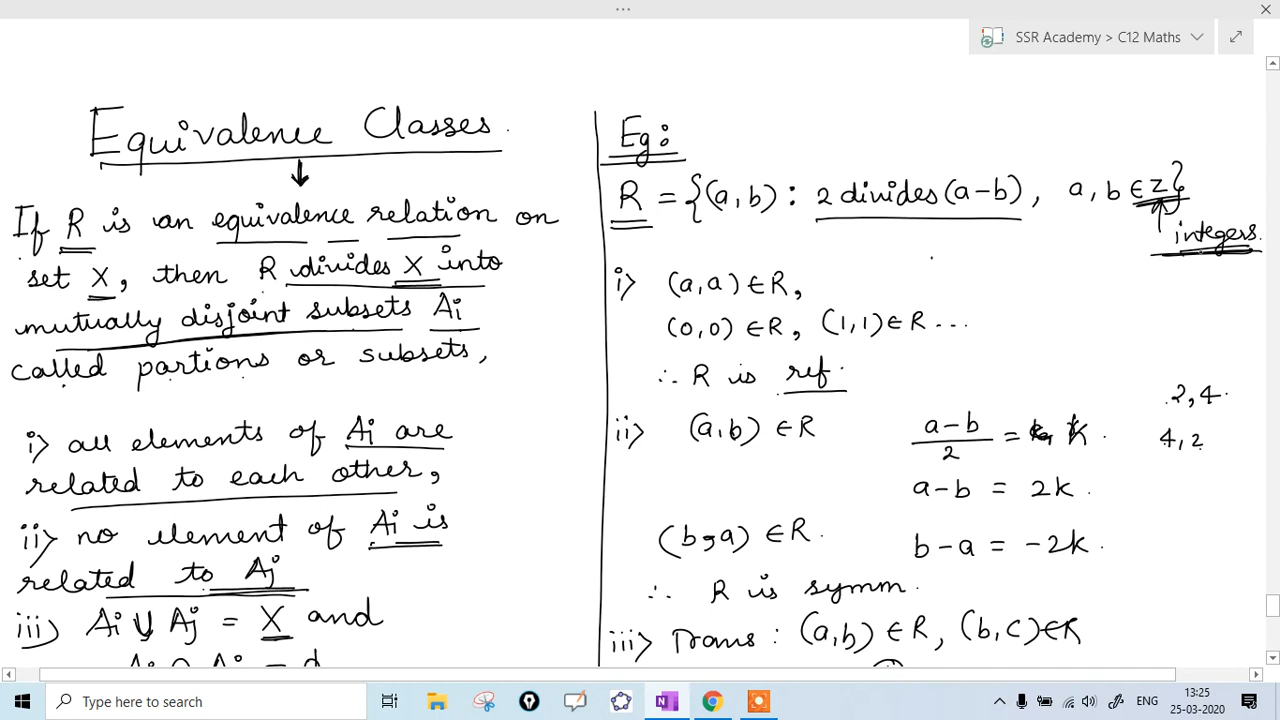 SSR Academy > C12 Maths
Equivalence Classes.
If R is an equivalence relation on
set X, then R divides X into
mutually disjoint subsets Ai
called partions or subsets,
i> all elements of Ai are
related to each other,
ii> no element of Ai is
related to Aj
iii> Ai ∪ Aj = X and
Eg:
R = {(a,b) : 2 divides (a-b), a, b ∈ Z}
integers.
i> (a,a) ∈ R,
(0,0) ∈ R, (1,1) ∈ R ...
∴ R is ref.
ii> (a,b) ∈ R
a-b
2
= K.
2,4.
4,2
a-b = 2k.
(b,a) ∈ R.
b-a = -2k.
∴ R is symm.
iii> Trans : (a,b) ∈ R, (b,c) ∈ R
Type here to search
ENG
13:25
25-03-2020